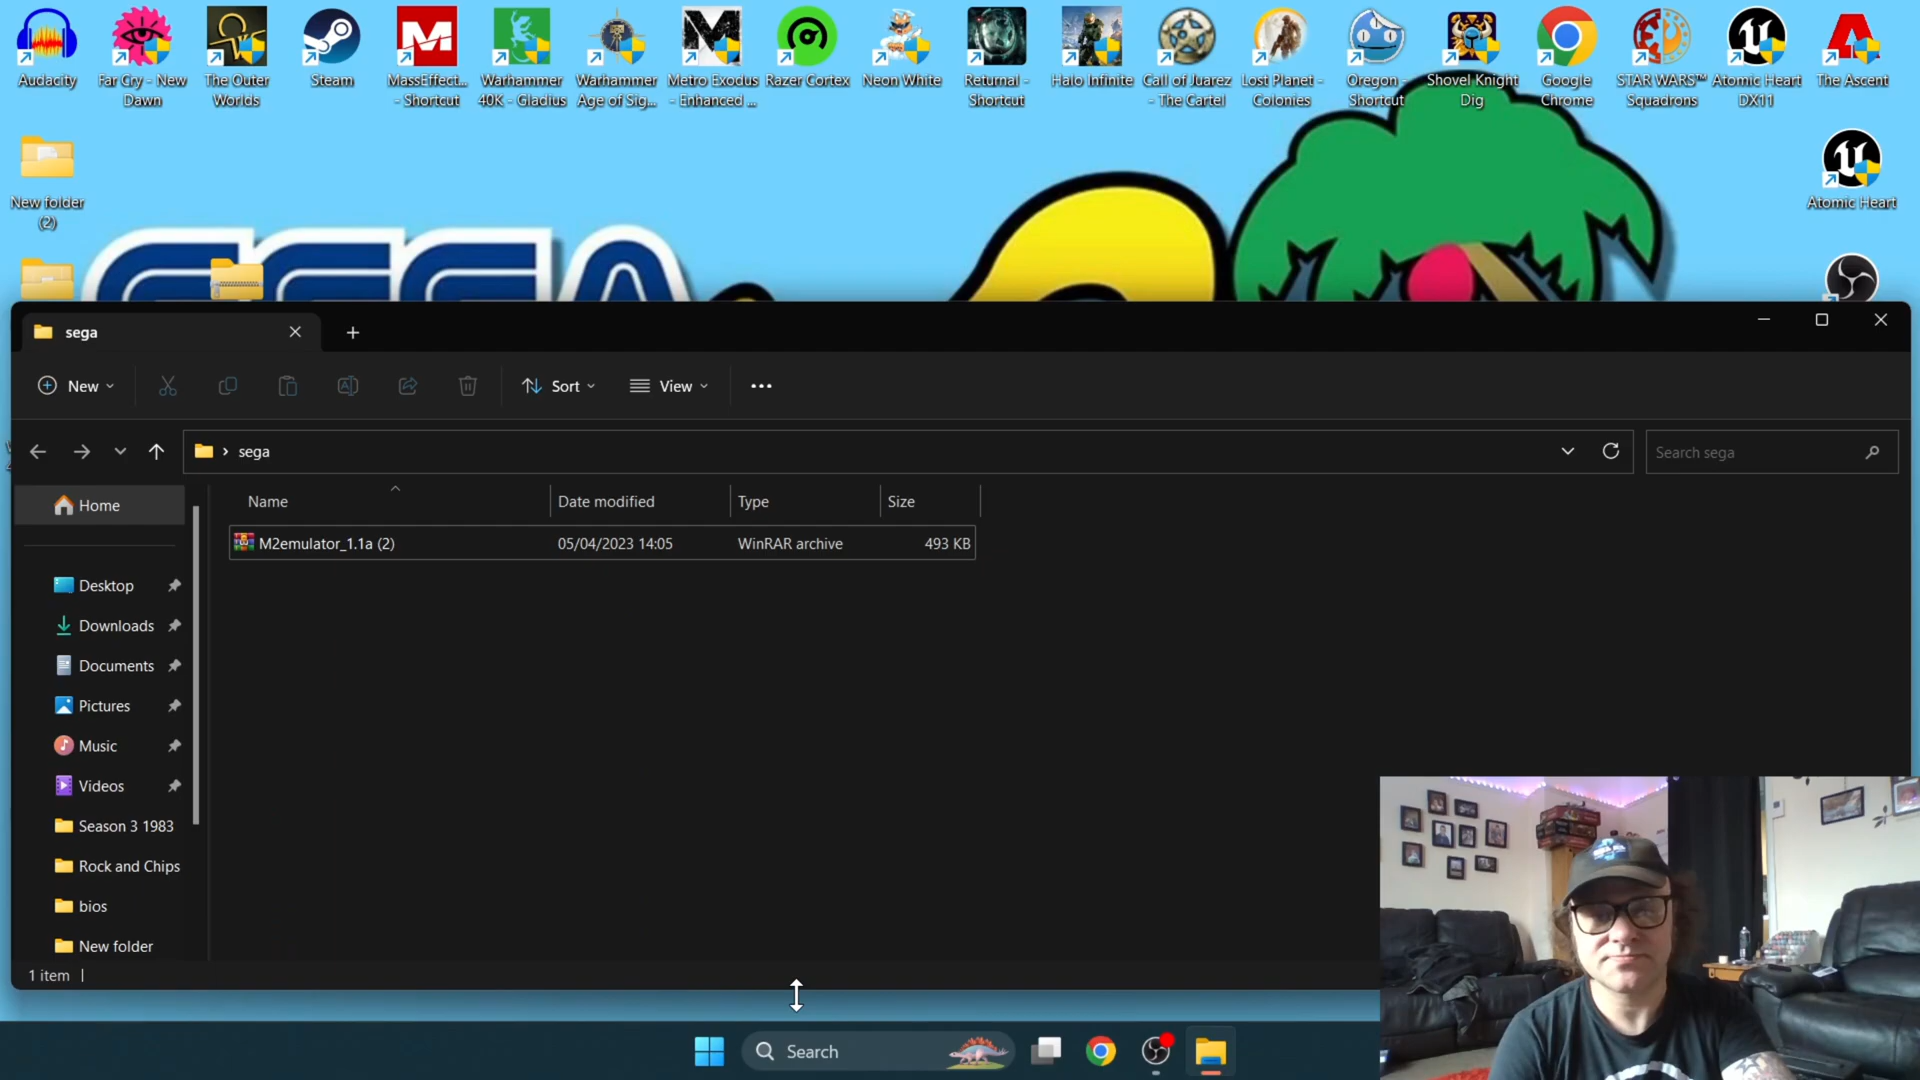 Audacity
Far Cry - New Dawn
The Outer Worlds
Steam
MassEffect... - Shortcut
Warhammer 40K - Gladius
Warhammer Age of Sig...
Metro Exodus - Enhanced ...
Razer Cortex
Neon White
Returnal - Shortcut
Halo Infinite
Call of Juarez - The Cartel
Lost Planet - Colonies
Oregon - Shortcut
Shovel Knight Dig
Google Chrome
STAR WARS™ Squadrons
Atomic Heart DX11
The Ascent
New folder (2)
Atomic Heart
SEGA
sega
New
Sort
View
sega
Search sega
Home
Name
Date modified
Type
Size
M2emulator_1.1a (2)
05/04/2023 14:05
WinRAR archive
493 KB
Desktop
Downloads
Documents
Pictures
Music
Videos
Season 3 1983
Rock and Chips
bios
New folder
1 item
Search